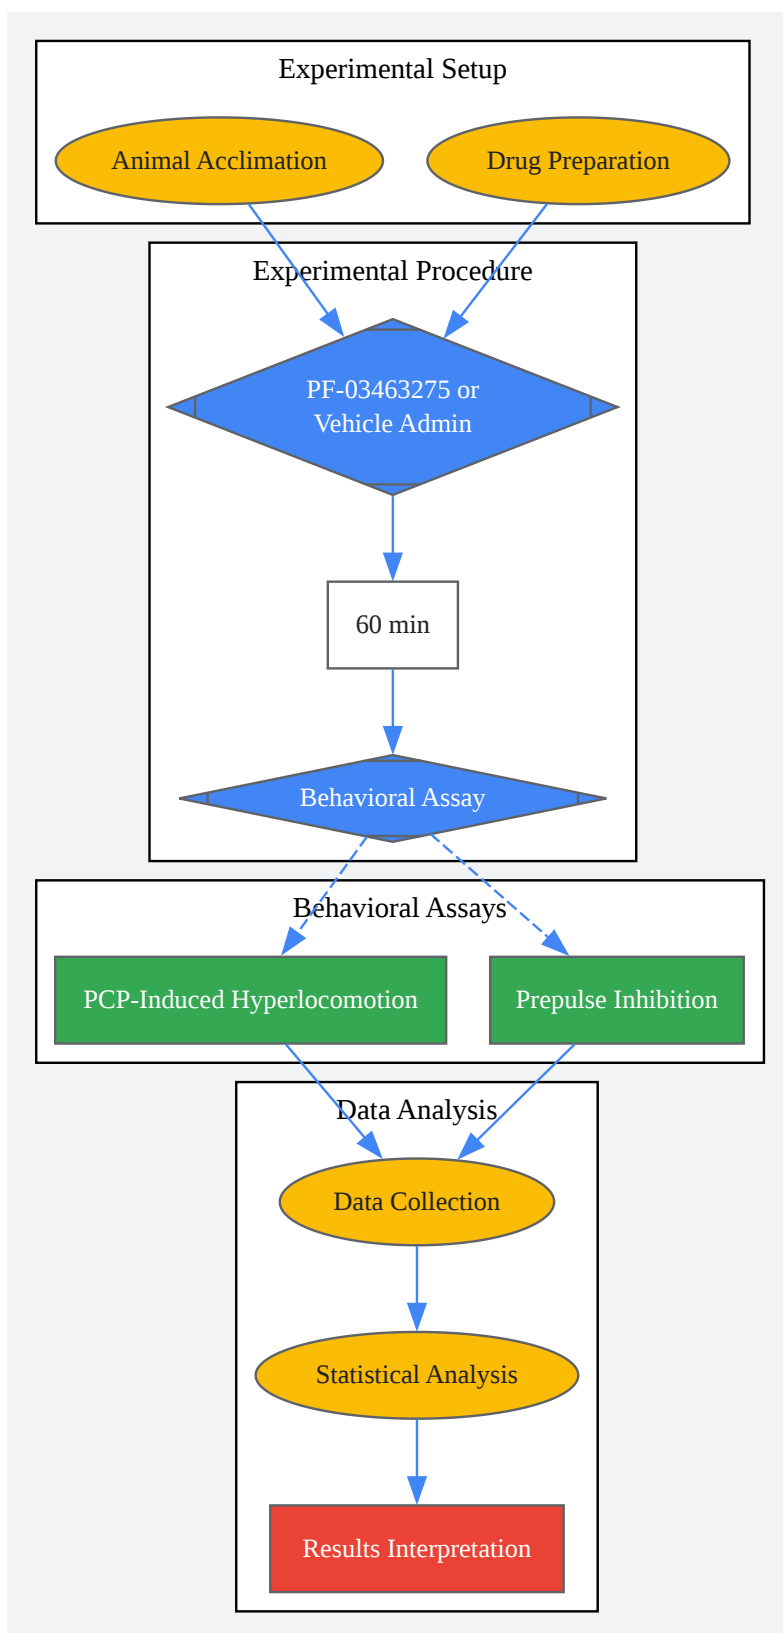 Experimental Setup
Animal Acclimation
Drug Preparation
Experimental Procedure
PF-03463275 or
Vehicle Admin
60 min
Behavioral Assay
Behavioral Assays
PCP-Induced Hyperlocomotion
Prepulse Inhibition
Data Analysis
Data Collection
Statistical Analysis
Results Interpretation